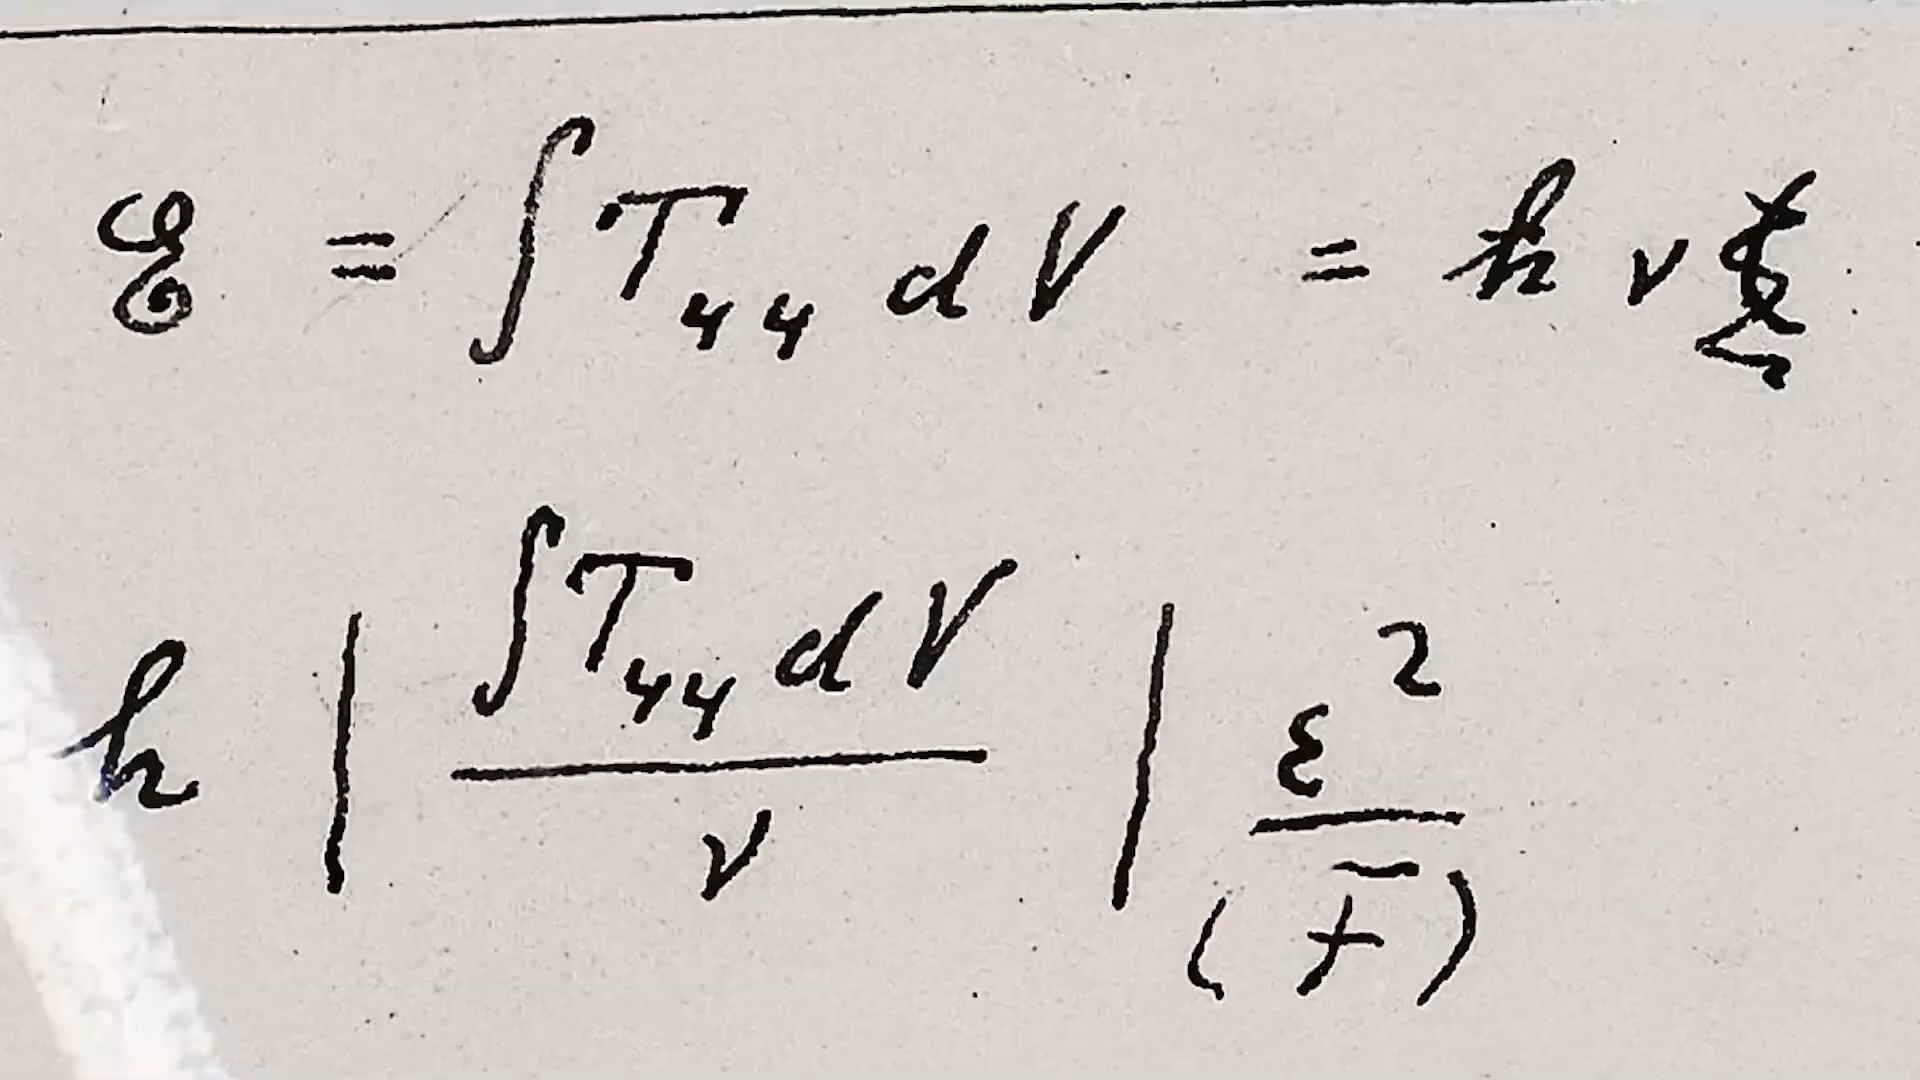 ℰ = ∫T₄₄ dV = h ν
h | ∫T₄₄ dV / ν | ε² / (F̄)